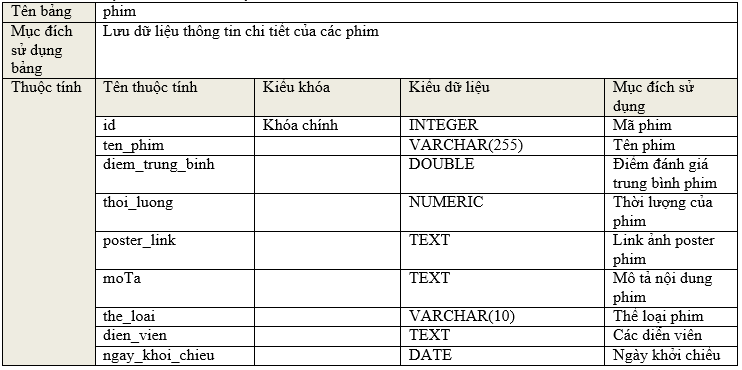 Tên bảng phim
Mục đích sử dụng bảng Lưu dữ liệu thông tin chi tiết của các phim
Thuộc tính Tên thuộc tính Kiểu khóa Kiểu dữ liệu Mục đích sử dụng
id Khóa chính INTEGER Mã phim
ten_phim VARCHAR(255) Tên phim
diem_trung_binh DOUBLE Điểm đánh giá trung bình phim
thoi_luong NUMERIC Thời lượng của phim
poster_link TEXT Link ảnh poster phim
moTa TEXT Mô tả nội dung phim
the_loai VARCHAR(10) Thể loại phim
dien_vien TEXT Các diễn viên
ngay_khoi_chieu DATE Ngày khởi chiếu